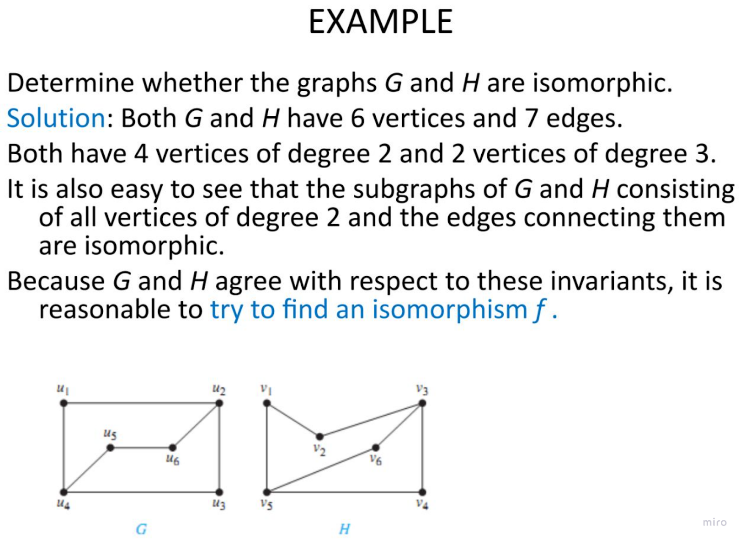 EXAMPLE
Determine whether the graphs G and H are isomorphic.
Solution: Both G and H have 6 vertices and 7 edges.
Both have 4 vertices of degree 2 and 2 vertices of degree 3.
It is also easy to see that the subgraphs of G and H consisting
of all vertices of degree 2 and the edges connecting them
are isomorphic.
Because G and H agree with respect to these invariants, it is
reasonable to try to find an isomorphism f .
u1 u2 v1 v3
u5 u6 v2 v6
u4 u3 v5 v4
G H
miro